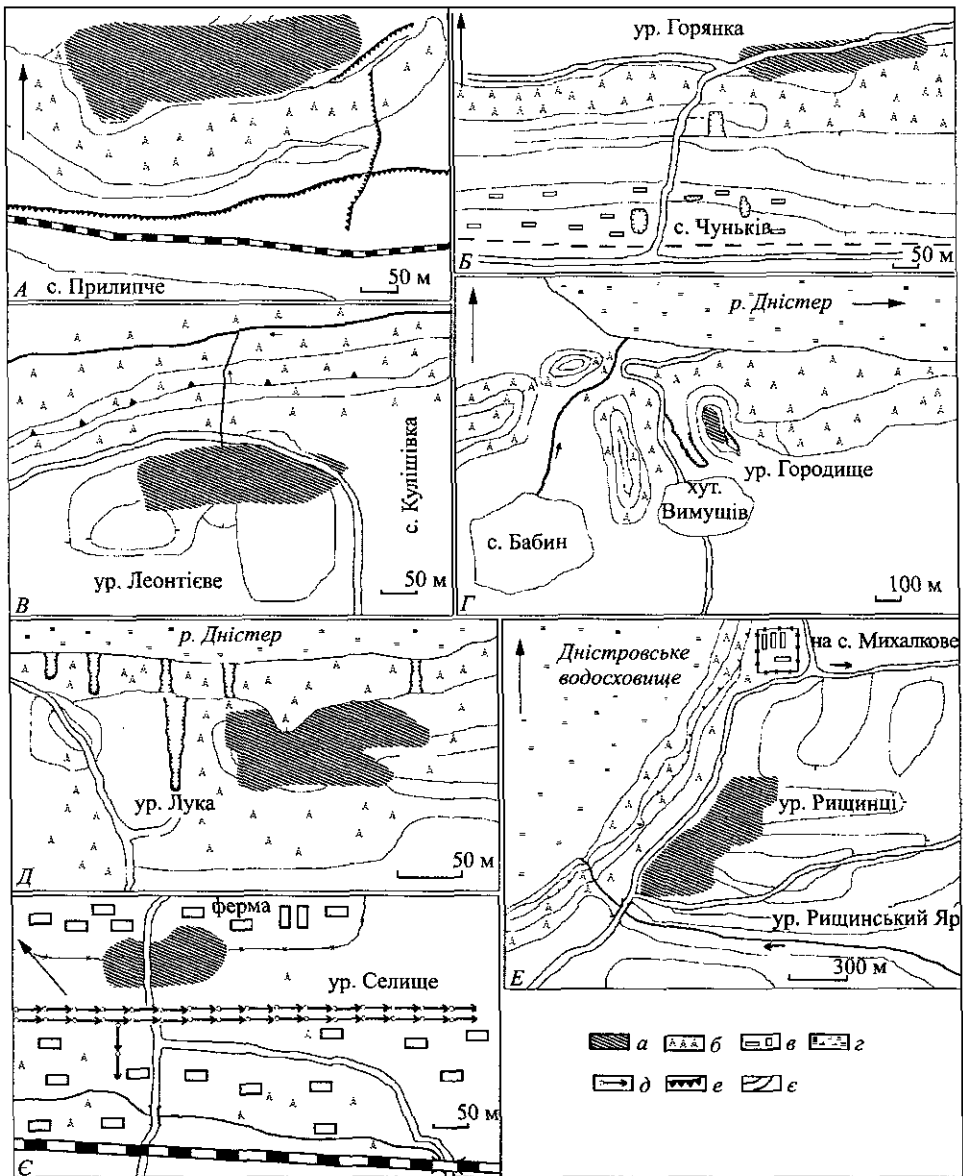 А
с. Прилипче
50 м
ур. Горянка
с. Чуньків
Б
50 м
с. Кулішівка
ур. Леонтієве
В
50 м
р. Дністер
ур. Городище
хут.
Вимушів
с. Бабин
Г
100 м
р. Дністер
ур. Лука
Д
50 м
Дністровське
водосховище
на с. Михалкове
ур. Рищинці
ур. Рищинський Яр
Е
300 м
ферма
ур. Селище
50 м
Є
а
б
в
г
д
е
є